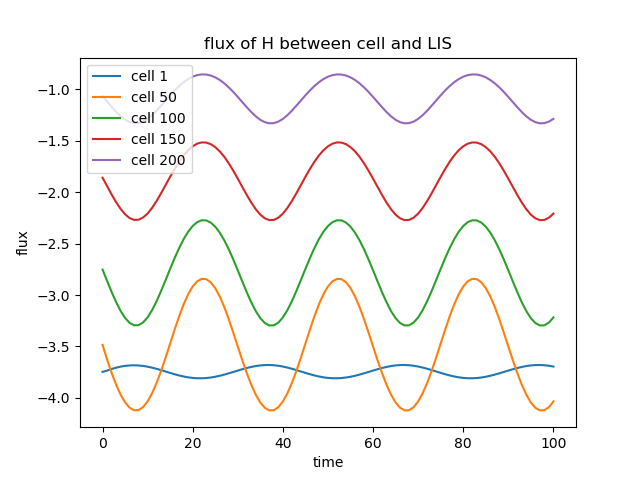 flux of H between cell and LIS
cell 1
cell 50
cell 100
cell 150
cell 200
−1.0
−1.5
−2.0
−2.5
−3.0
−3.5
−4.0
flux
0 20 40 60 80 100
time